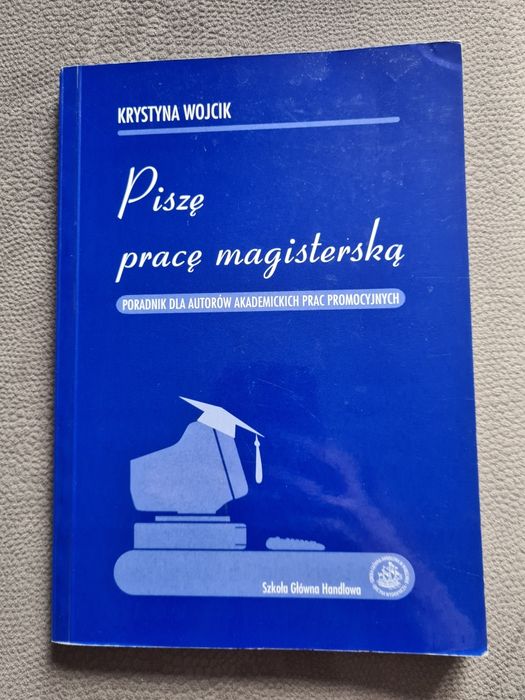 KRYSTYNA WOJCIK
Piszę
pracę magisterską
PORADNIK DLA AUTORÓW AKADEMICKICH PRAC PROMOCYJNYCH
Szkoła Główna Handlowa